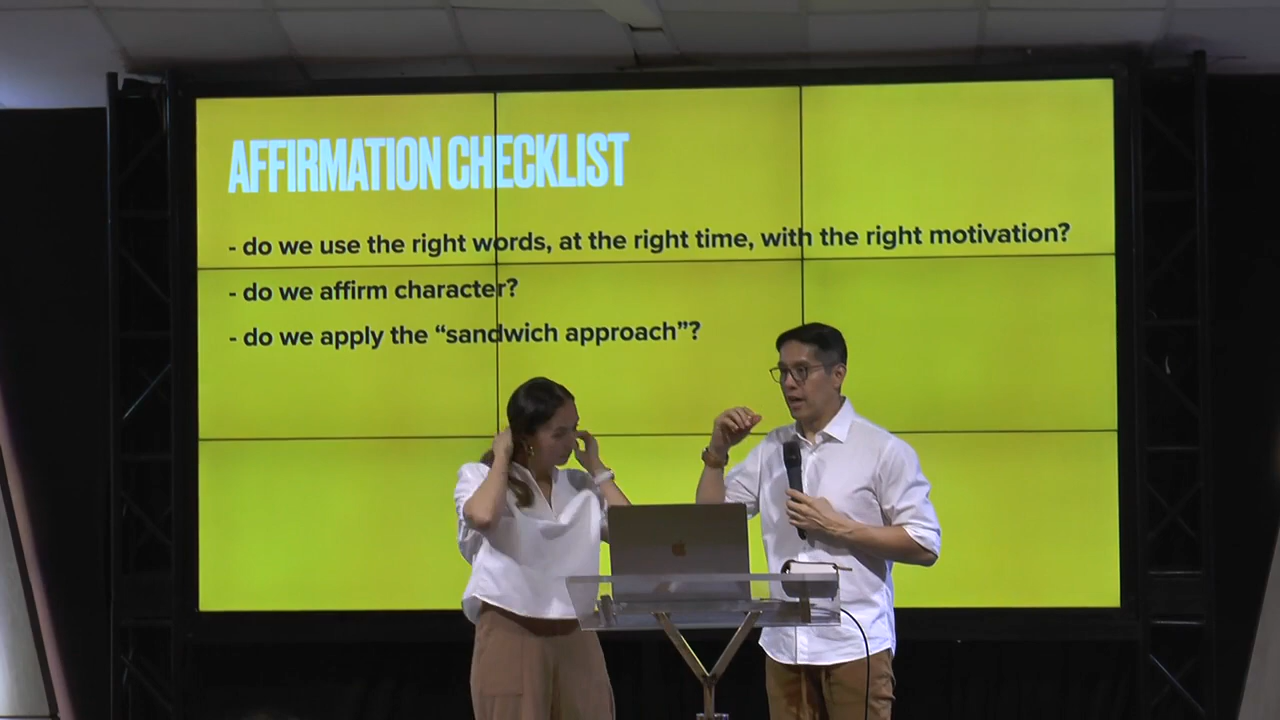 AFFIRMATION CHECKLIST
- do we use the right words, at the right time, with the right motivation?
- do we affirm character?
- do we apply the “sandwich approach”?